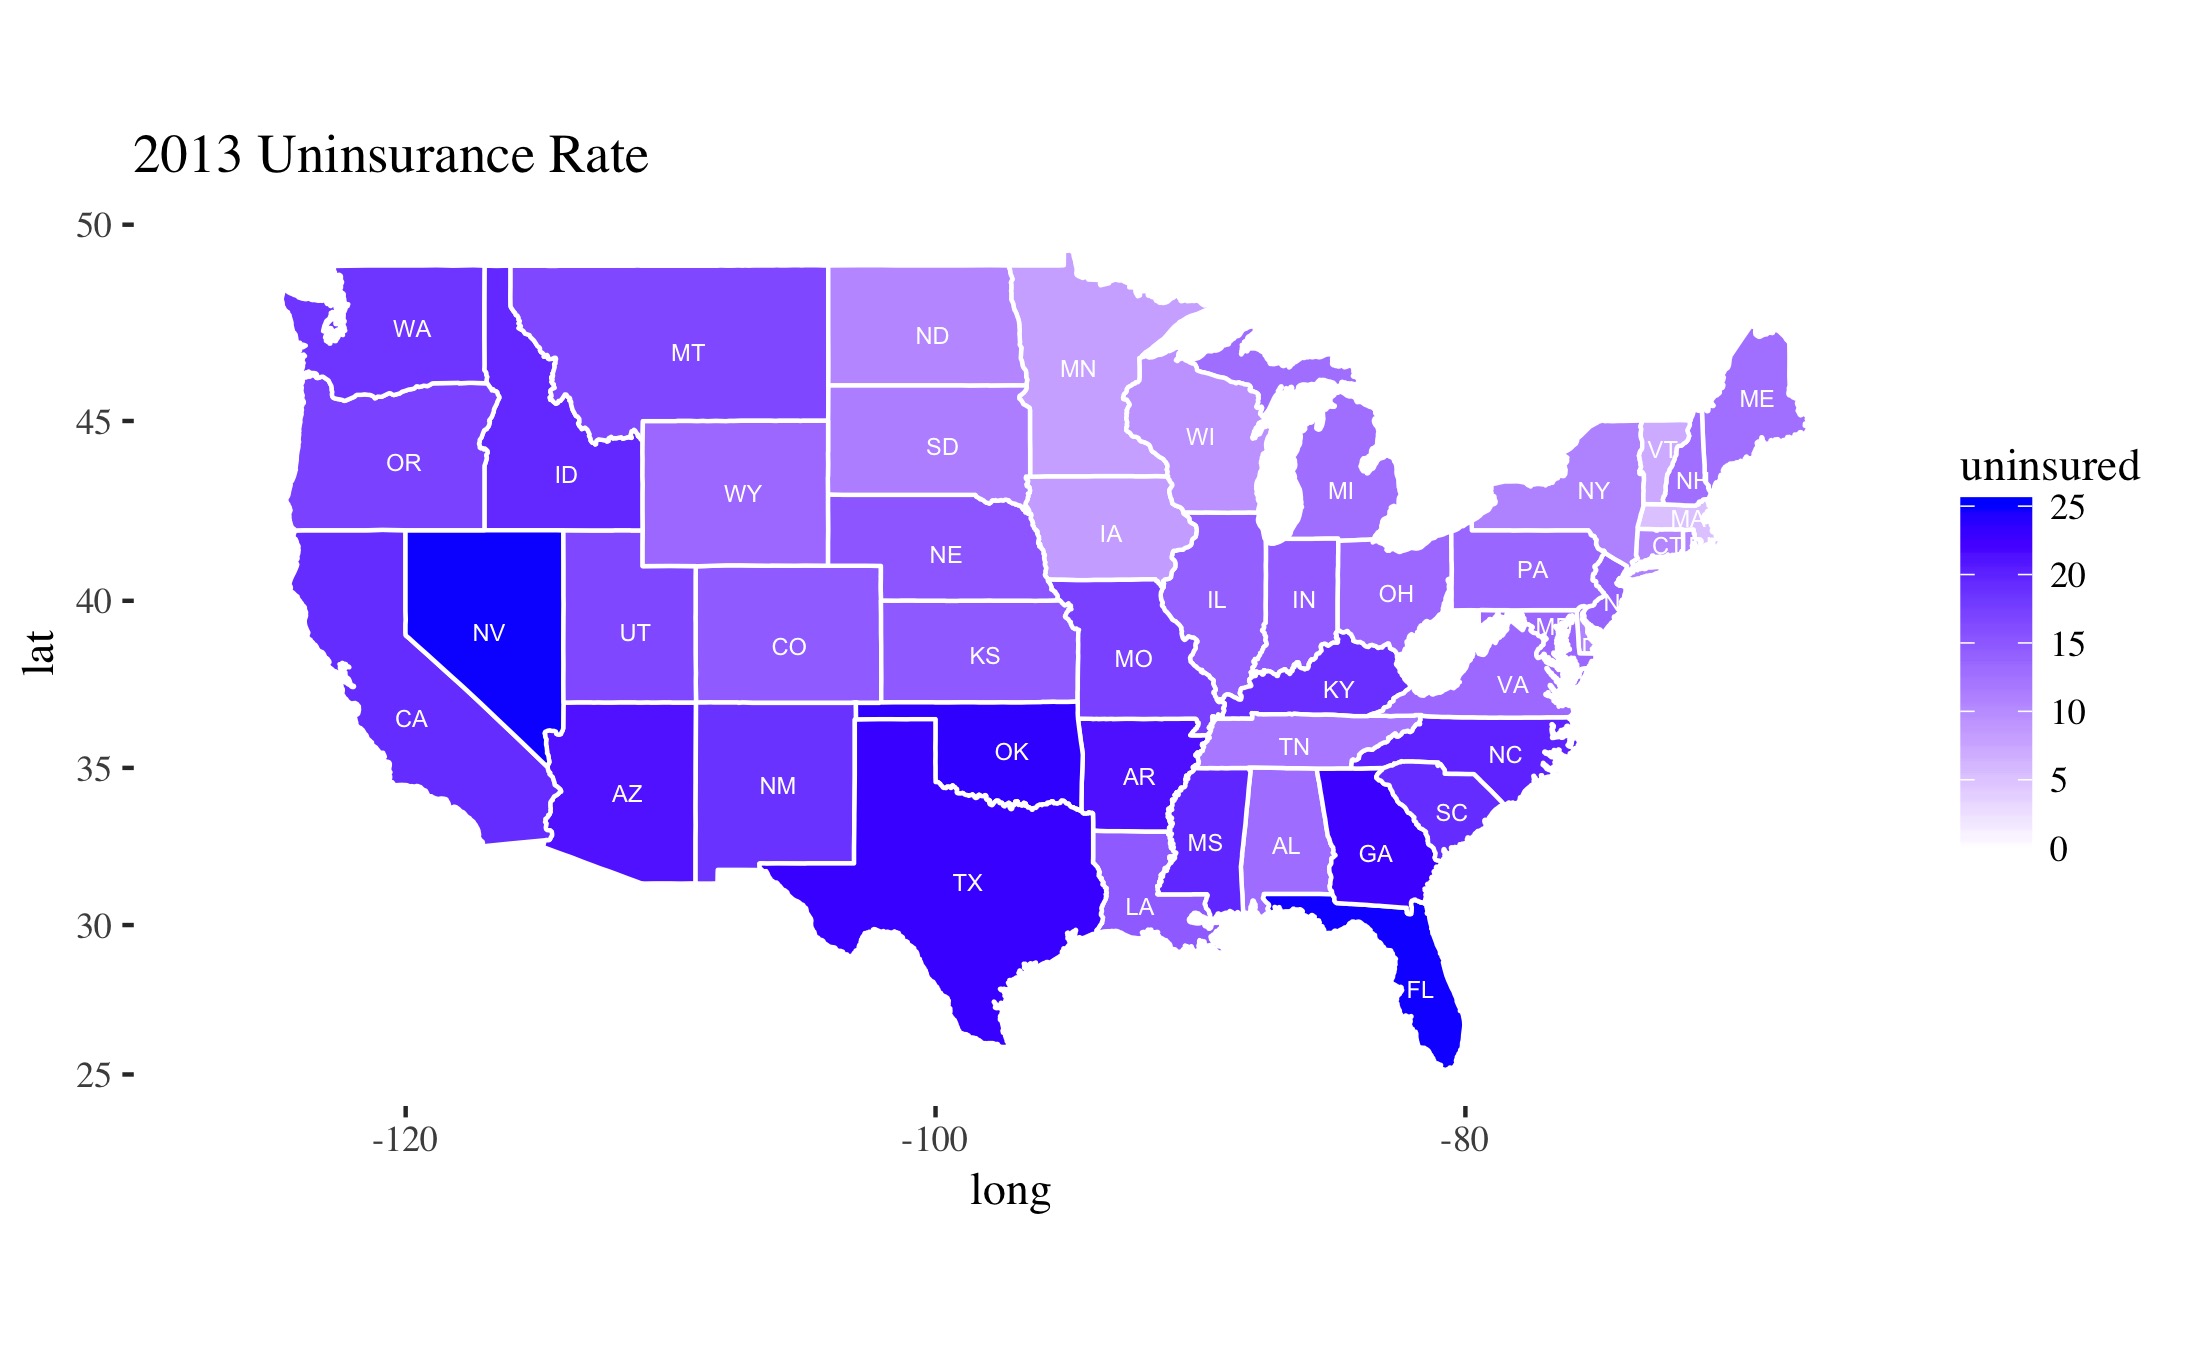 2013 Uninsurance Rate
50
WA
ND
MT
MN
ME
45
WI
VT
SD
OR
ID
NH
WY
MI
NY
MA
IA
CT
NE
PA
40
IL
IN
OH
NV
UT
CO
KS
MO
VA
KY
CA
TN
OK
NC
35
AR
AZ
NM
SC
MS
AL
GA
TX
LA
30
FL
25
lat
-120 -100 -80
long
uninsured
25
20
15
10
5
0